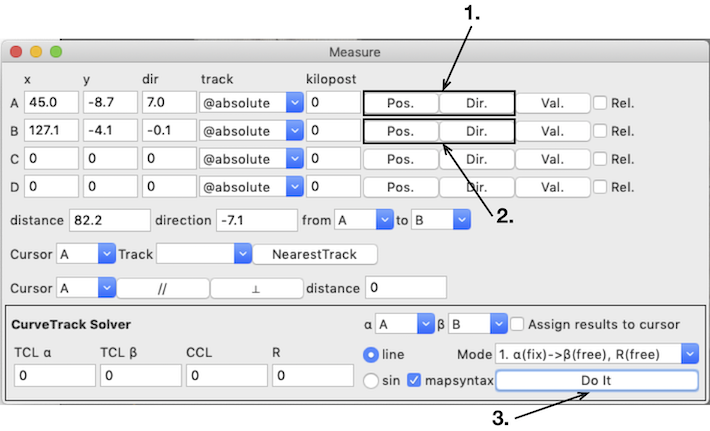 1.
Measure
x y dir track kilopost
A 45.0 -8.7 7.0 @absolute 0 Pos. Dir. Val. Rel.
B 127.1 -4.1 -0.1 @absolute 0 Pos. Dir. Val. Rel.
C 0 0 0 @absolute 0 Pos. Dir. Val. Rel.
D 0 0 0 @absolute 0 Pos. Dir. Val. Rel.
2.
distance 82.2 direction -7.1 from A to B
Cursor A Track NearestTrack
Cursor A // ⊥ distance 0
CurveTrack Solver α A β B Assign results to cursor
TCL α TCL β CCL R line Mode 1. α(fix)->β(free), R(free)
0 0 0 0 sin mapsyntax Do It
3.